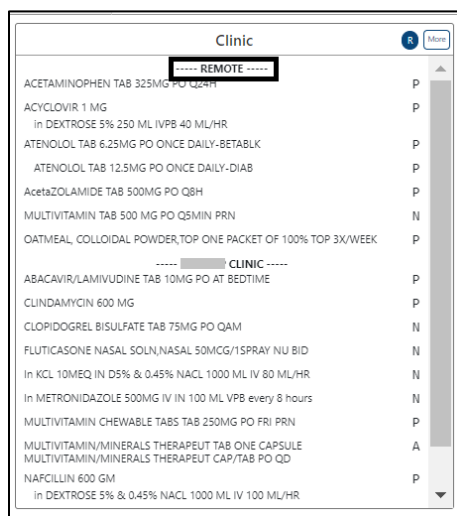 Clinic
R
More
----- REMOTE -----
ACETAMINOPHEN TAB 325MG PO Q24H P
ACYCLOVIR 1 MG P
in DEXTROSE 5% 250 ML IVPB 40 ML/HR
ATENOLOL TAB 6.25MG PO ONCE DAILY-BETABLK P
ATENOLOL TAB 12.5MG PO ONCE DAILY-DIAB P
AcetaZOLAMIDE TAB 500MG PO Q8H P
MULTIVITAMIN TAB 500 MG PO Q5MIN PRN N
OATMEAL, COLLOIDAL POWDER,TOP ONE PACKET OF 100% TOP 3X/WEEK P
----- CLINIC -----
ABACAVIR/LAMIVUDINE TAB 10MG PO AT BEDTIME P
CLINDAMYCIN 600 MG P
CLOPIDOGREL BISULFATE TAB 75MG PO QAM N
FLUTICASONE NASAL SOLN,NASAL 50MCG/1SPRAY NU BID N
In KCL 10MEQ IN D5% & 0.45% NACL 1000 ML IV 80 ML/HR N
In METRONIDAZOLE 500MG IV IN 100 ML VPB every 8 hours N
MULTIVITAMIN CHEWABLE TABS TAB 250MG PO FRI PRN P
MULTIVITAMIN/MINERALS THERAPEUT TAB ONE CAPSULE A
MULTIVITAMIN/MINERALS THERAPEUT CAP/TAB PO QD
NAFCILLIN 600 GM P
in DEXTROSE 5% & 0.45% NACL 1000 ML IV 100 ML/HR